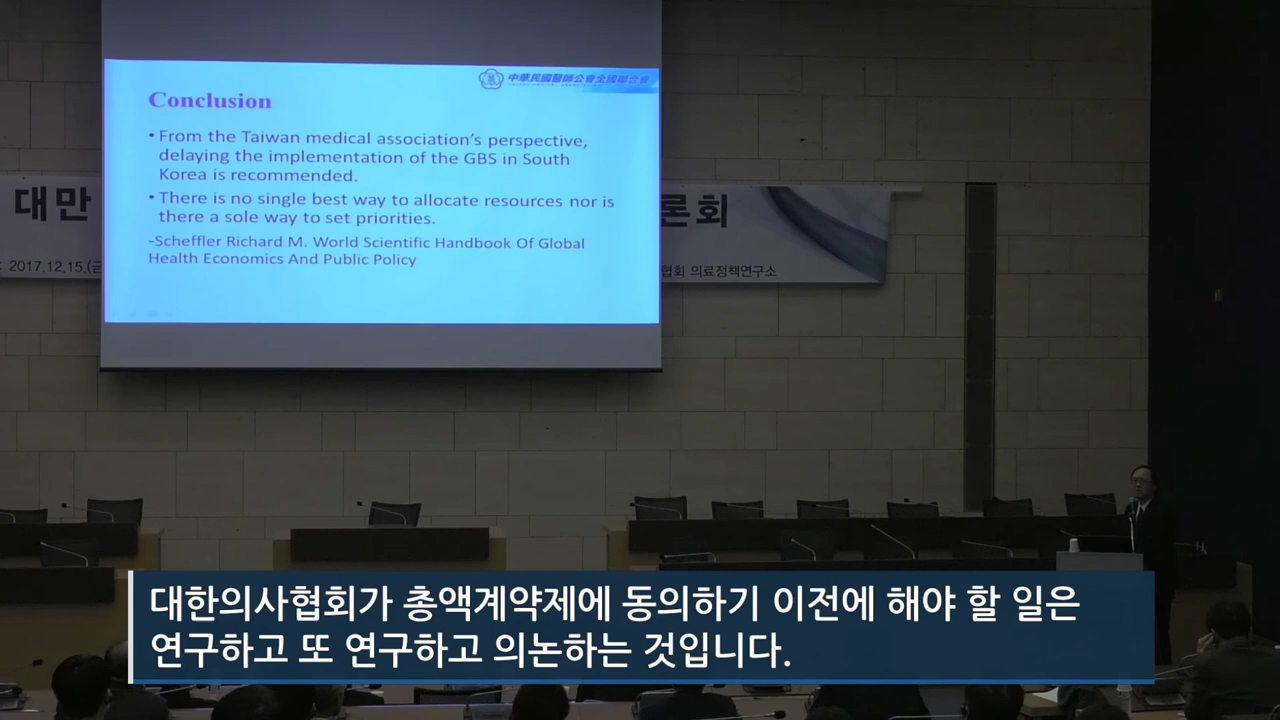 中華民國醫師公會全國聯合會
Conclusion
• From the Taiwan medical association's perspective,
delaying the implementation of the GBS in South
Korea is recommended.
• There is no single best way to allocate resources nor is
there a sole way to set priorities.
-Scheffler Richard M. World Scientific Handbook Of Global
Health Economics And Public Policy
대만
론회
: 2017.12.15.(금
협회 의료정책연구소
대한의사협회가 총액계약제에 동의하기 이전에 해야 할 일은
연구하고 또 연구하고 의논하는 것입니다.